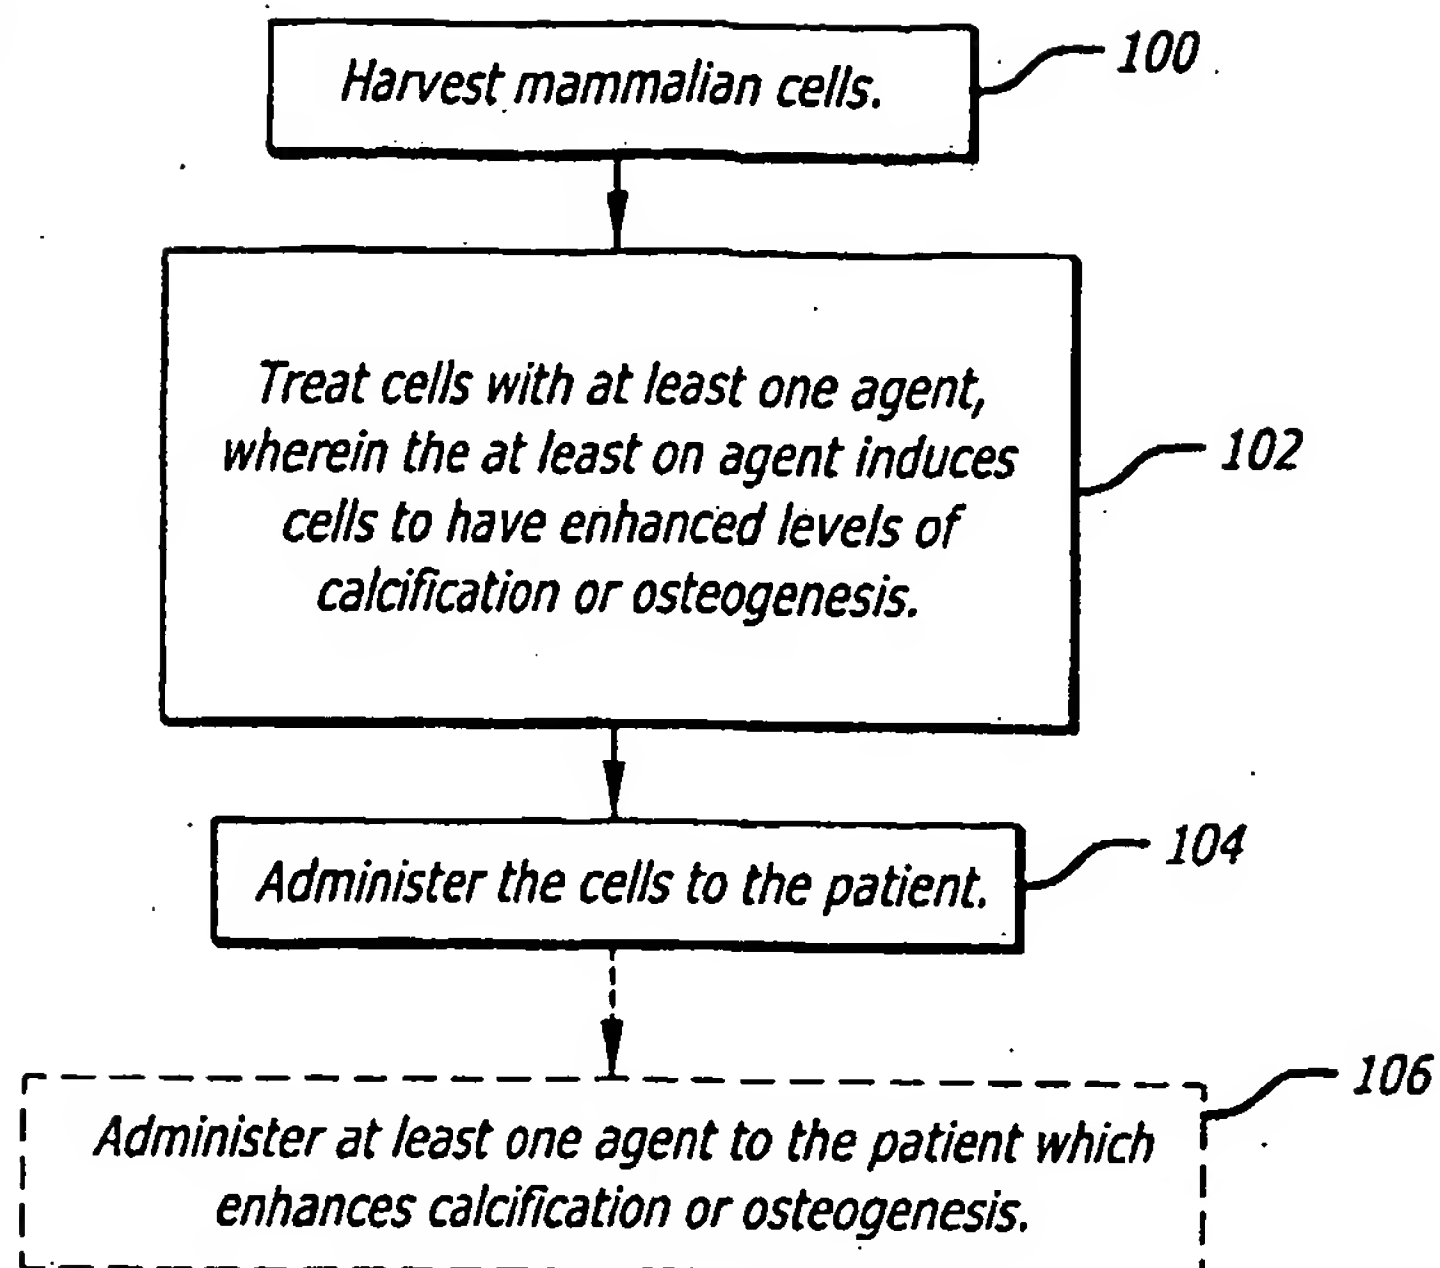 Harvest mammalian cells.
100
Treat cells with at least one agent,
wherein the at least on agent induces
cells to have enhanced levels of
calcification or osteogenesis.
102
Administer the cells to the patient.
104
Administer at least one agent to the patient which
enhances calcification or osteogenesis.
106